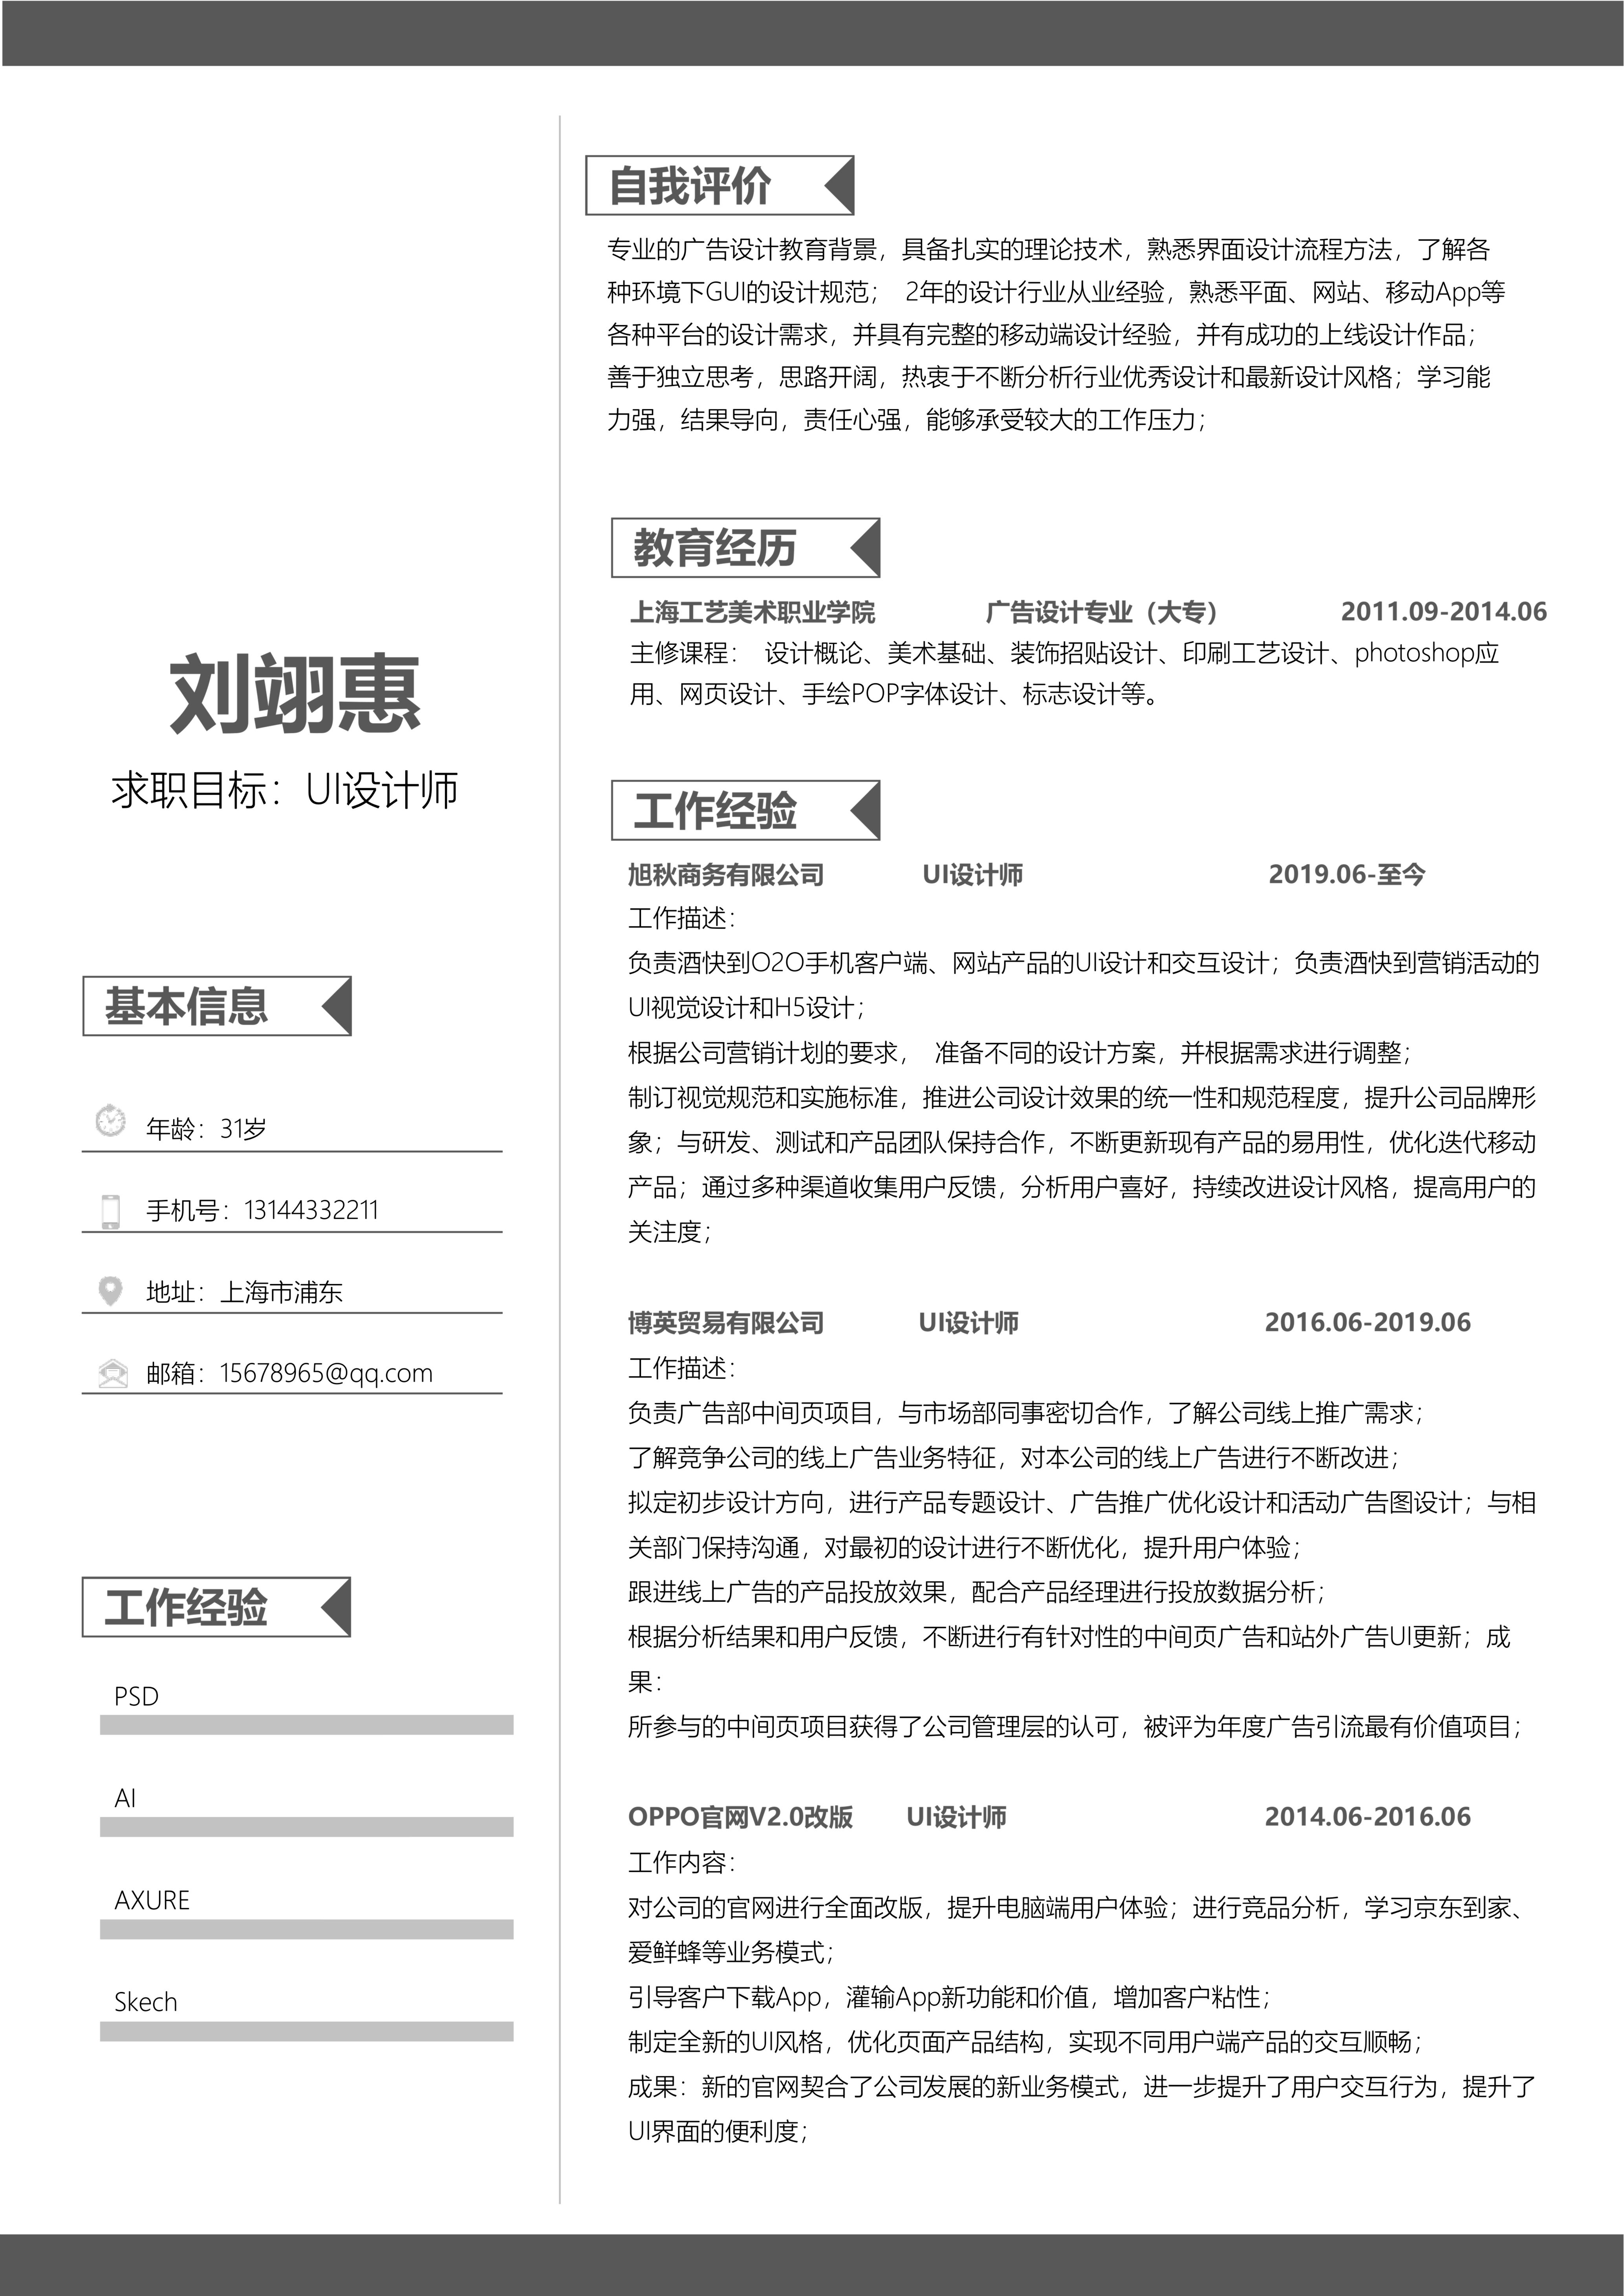 刘翊惠
求职目标：UI设计师
基本信息
年龄：31岁
手机号：13144332211
地址：上海市浦东
邮箱：15678965@qq.com
工作经验
PSD
AI
AXURE
Skech
自我评价
专业的广告设计教育背景，具备扎实的理论技术，熟悉界面设计流程方法，了解各
种环境下GUI的设计规范； 2年的设计行业从业经验，熟悉平面、网站、移动App等
各种平台的设计需求，并具有完整的移动端设计经验，并有成功的上线设计作品；
善于独立思考，思路开阔，热衷于不断分析行业优秀设计和最新设计风格；学习能
力强，结果导向，责任心强，能够承受较大的工作压力；
教育经历
上海工艺美术职业学院 广告设计专业（大专） 2011.09-2014.06
主修课程： 设计概论、美术基础、装饰招贴设计、印刷工艺设计、photoshop应
用、网页设计、手绘POP字体设计、标志设计等。
工作经验
旭秋商务有限公司 UI设计师 2019.06-至今
工作描述：
负责酒快到O2O手机客户端、网站产品的UI设计和交互设计；负责酒快到营销活动的
UI视觉设计和H5设计；
根据公司营销计划的要求， 准备不同的设计方案，并根据需求进行调整；
制订视觉规范和实施标准，推进公司设计效果的统一性和规范程度，提升公司品牌形
象；与研发、测试和产品团队保持合作，不断更新现有产品的易用性，优化迭代移动
产品；通过多种渠道收集用户反馈，分析用户喜好，持续改进设计风格，提高用户的
关注度；
博英贸易有限公司 UI设计师 2016.06-2019.06
工作描述：
负责广告部中间页项目，与市场部同事密切合作，了解公司线上推广需求；
了解竞争公司的线上广告业务特征，对本公司的线上广告进行不断改进；
拟定初步设计方向，进行产品专题设计、广告推广优化设计和活动广告图设计；与相
关部门保持沟通，对最初的设计进行不断优化，提升用户体验；
跟进线上广告的产品投放效果，配合产品经理进行投放数据分析；
根据分析结果和用户反馈，不断进行有针对性的中间页广告和站外广告UI更新；成
果：
所参与的中间页项目获得了公司管理层的认可，被评为年度广告引流最有价值项目；
OPPO官网V2.0改版 UI设计师 2014.06-2016.06
工作内容：
对公司的官网进行全面改版，提升电脑端用户体验；进行竞品分析，学习京东到家、
爱鲜蜂等业务模式；
引导客户下载App，灌输App新功能和价值，增加客户粘性；
制定全新的UI风格，优化页面产品结构，实现不同用户端产品的交互顺畅；
成果：新的官网契合了公司发展的新业务模式，进一步提升了用户交互行为，提升了
UI界面的便利度；